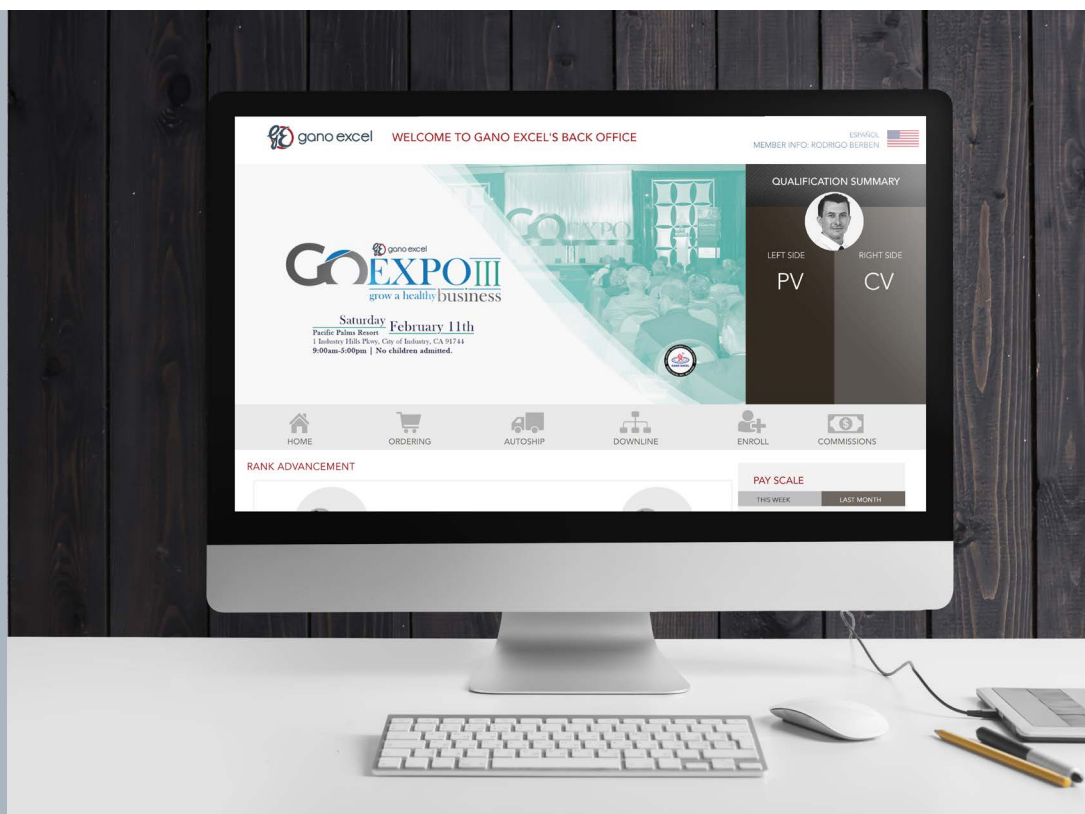 gano excel
WELCOME TO GANO EXCEL'S BACK OFFICE
ESPAÑOL
MEMBER INFO: RODRIGO BERBEN
gano excel
GO EXPO III
grow a healthy business
Saturday February 11th
Pacific Palms Resort
1 Industry Hills Pkwy, City of Industry, CA 91744
9:00am-5:00pm | No children admitted.
GO EXPO
QUALIFICATION SUMMARY
LEFT SIDE
RIGHT SIDE
PV
CV
HOME
ORDERING
AUTOSHIP
DOWNLINE
ENROLL
COMMISSIONS
RANK ADVANCEMENT
PAY SCALE
THIS WEEK
LAST MONTH